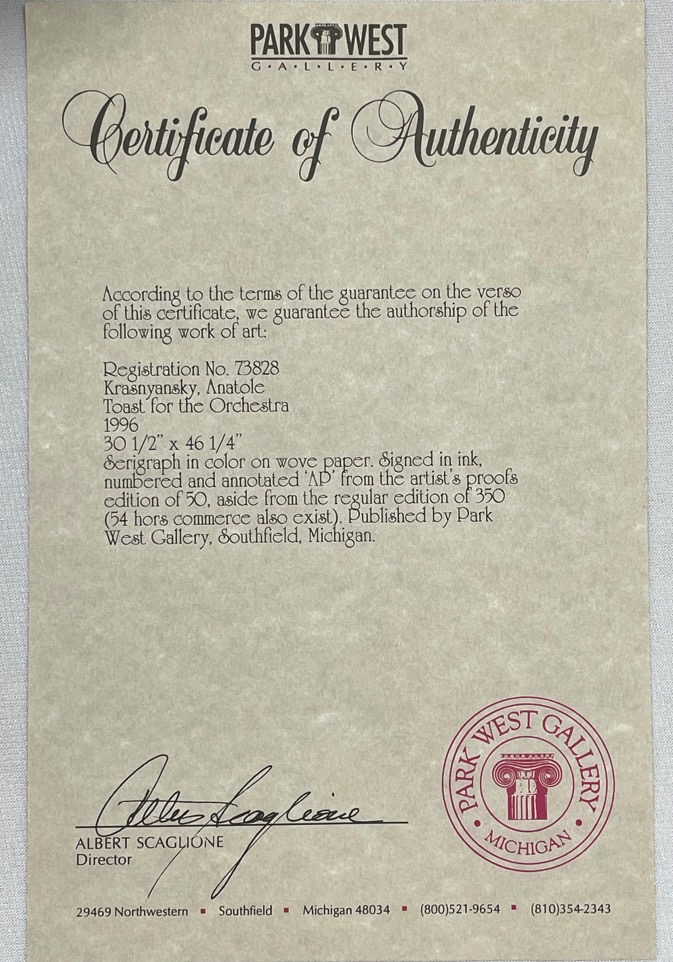 PARK WEST
G·A·L·L·E·R·Y
Certificate of Authenticity
According to the terms of the guarantee on the verso
of this certificate, we guarantee the authorship of the
following work of art:
Registration No. 73828
Krasnyansky, Anatole
Toast for the Orchestra
1996
30 1/2" x 46 1/4"
Serigraph in color on wove paper. Signed in ink,
numbered and annotated 'AP' from the artist's proofs
edition of 50, aside from the regular edition of 350
(54 hors commerce also exist). Published by Park
West Gallery, Southfield, Michigan.
PARK WEST GALLERY
• MICHIGAN •
Albert Scaglione
ALBERT SCAGLIONE
Director
29469 Northwestern ▪ Southfield ▪ Michigan 48034 ▪ (800)521-9654 ▪ (810)354-2343